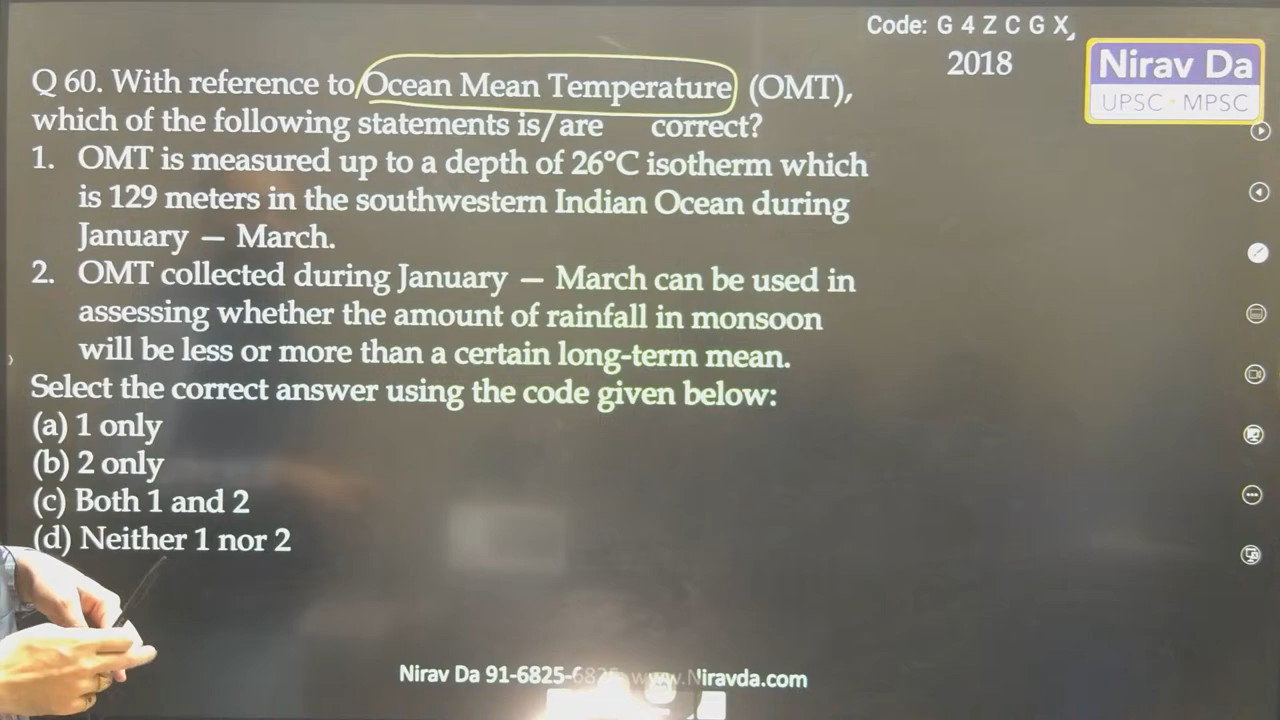 Code: G 4 Z C G X
2018
Nirav Da
UPSC MPSC
Q 60. With reference to Ocean Mean Temperature (OMT),
which of the following statements is/are correct?
1. OMT is measured up to a depth of 26°C isotherm which
is 129 meters in the southwestern Indian Ocean during
January – March.
2. OMT collected during January – March can be used in
assessing whether the amount of rainfall in monsoon
will be less or more than a certain long-term mean.
Select the correct answer using the code given below:
(a) 1 only
(b) 2 only
(c) Both 1 and 2
(d) Neither 1 nor 2
Nirav Da 91-6825-6825 www.Niravda.com